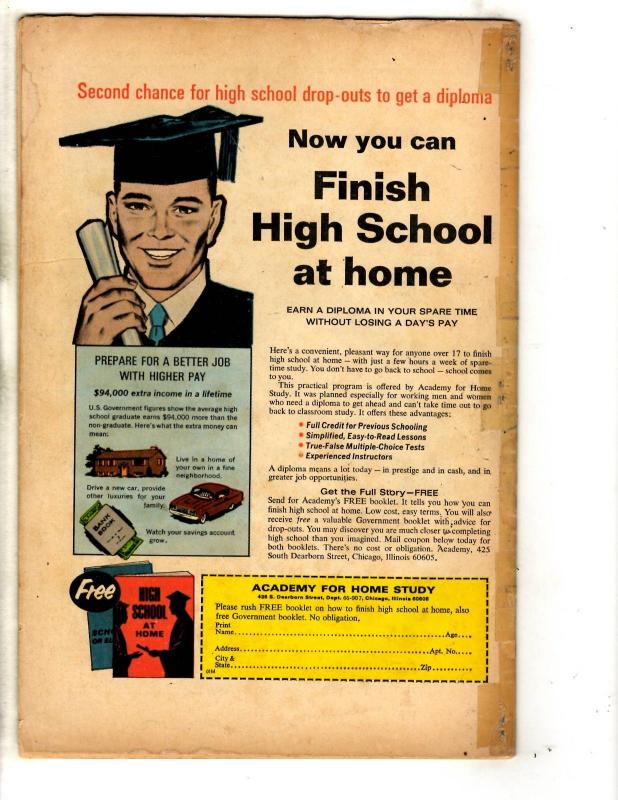 Second chance for high school drop-outs to get a diploma
Now you can
Finish
High School
at home
EARN A DIPLOMA IN YOUR SPARE TIME
WITHOUT LOSING A DAY'S PAY
Here's a convenient, pleasant way for anyone over 17 to finish
high school at home – with just a few hours a week of spare-
time study. You don't have to go back to school – school comes
to you.
This practical program is offered by Academy for Home
Study. It was planned especially for working men and women
who need a diploma to get ahead and can't take time out to go
back to classroom study. It offers these advantages:
• Full Credit for Previous Schooling
• Simplified, Easy-to-Read Lessons
• True-False Multiple-Choice Tests
• Experienced Instructors
A diploma means a lot today – in prestige and in cash, and in
greater job opportunities.
Get the Full Story–FREE
Send for Academy's FREE booklet. It tells you how you can
finish high school at home. Low cost, easy terms. You will also
receive free a valuable Government booklet with advice for
drop-outs. You may discover you are much closer to completing
high school than you imagined. Mail coupon below today for
both booklets. There's no cost or obligation. Academy, 425
South Dearborn Street, Chicago, Illinois 60605.
PREPARE FOR A BETTER JOB
WITH HIGHER PAY
$94,000 extra income in a lifetime
U.S. Government figures show the average high
school graduate earns $94,000 more than the
non-graduate. Here's what the extra money can
mean:
Live in a home of
your own in a fine
neighborhood.
Drive a new car, provide
other luxuries for your
family.
BANK
BOOK
Watch your savings account
grow.
Free
HIGH
SCHOOL
AT
HOME
SCHO
OR EL
ACADEMY FOR HOME STUDY
425 S. Dearborn Street, Dept. 65-907, Chicago, Illinois 60605
Please rush FREE booklet on how to finish high school at home, also
free Government booklet. No obligation.
Print
Name Age
Address Apt. No.
City &
State Zip